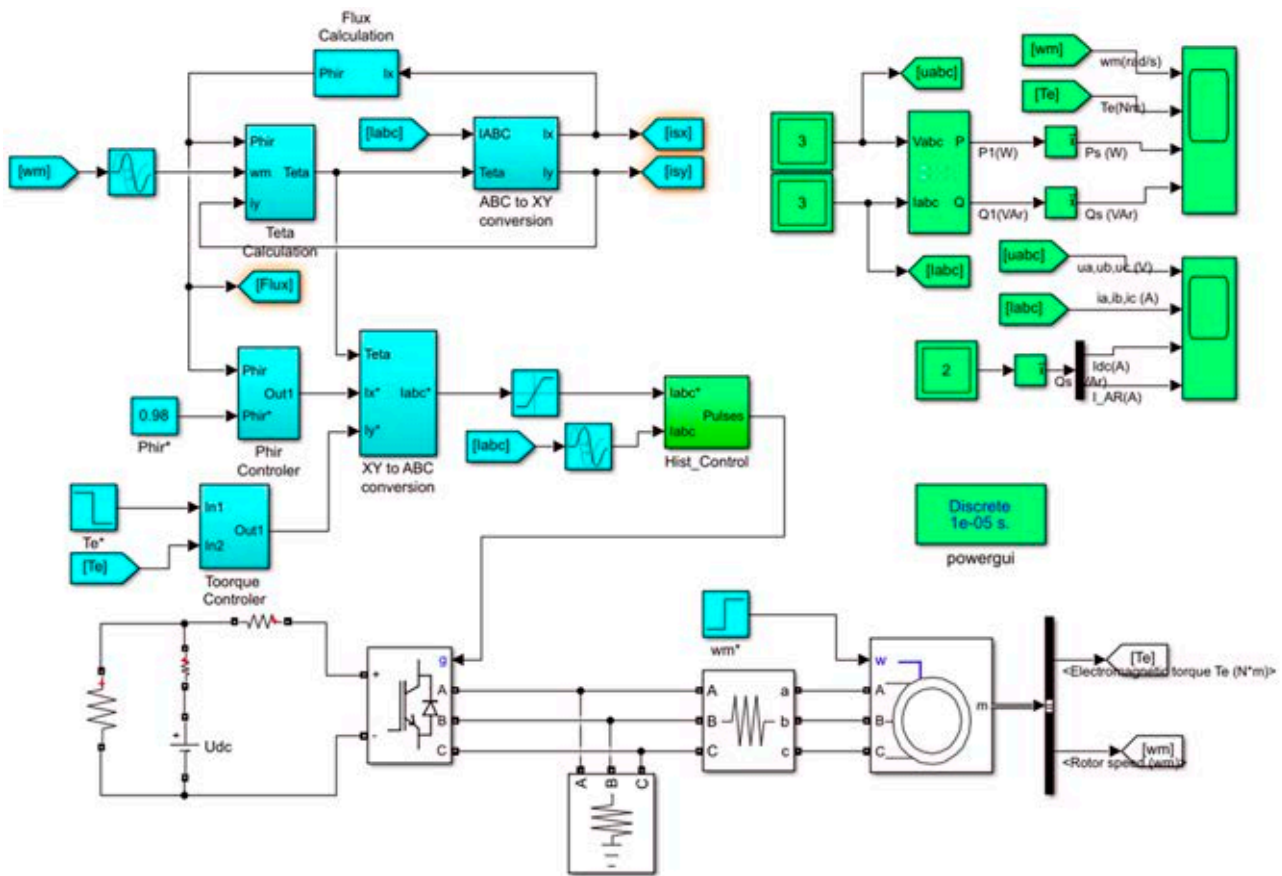 Flux
Calculation
Phir
Ix
[Iabc]
IABC
Ix
[isx]
Teta
Iy
[isy]
ABC to XY
conversion
Phir
[wm]
wm
Teta
Iy
Teta
Calculation
[Flux]
Phir
Out1
0.98
Phir*
Phir*
Phir
Controler
Teta
Ix*
Iabc*
Iy*
XY to ABC
conversion
Iabc*
Pulses
[Iabc]
Iabc
Hist_Control
Te*
In1
Out1
[Te]
In2
Toorque
Controler
[wm]
wm(rad/s)
[uabc]
[Te]
Te(Nm)
3
Vabc
P
P1(W)
Ps (W)
3
Iabc
Q
Q1(VAr)
Qs (VAr)
[Iabc]
[uabc]
ua,ub,uc (V)
[Iabc]
ia,ib,ic (A)
2
Idc(A)
I_AR(A)
Discrete
1e-05 s.
powergui
+
+
-
Udc
g
A
B
C
A
B
C
wm*
A
a
B
b
C
c
w
A
B
C
m
[Te]
<Electromagnetic torque Te (N*m)>
[wm]
<Rotor speed (wm)>